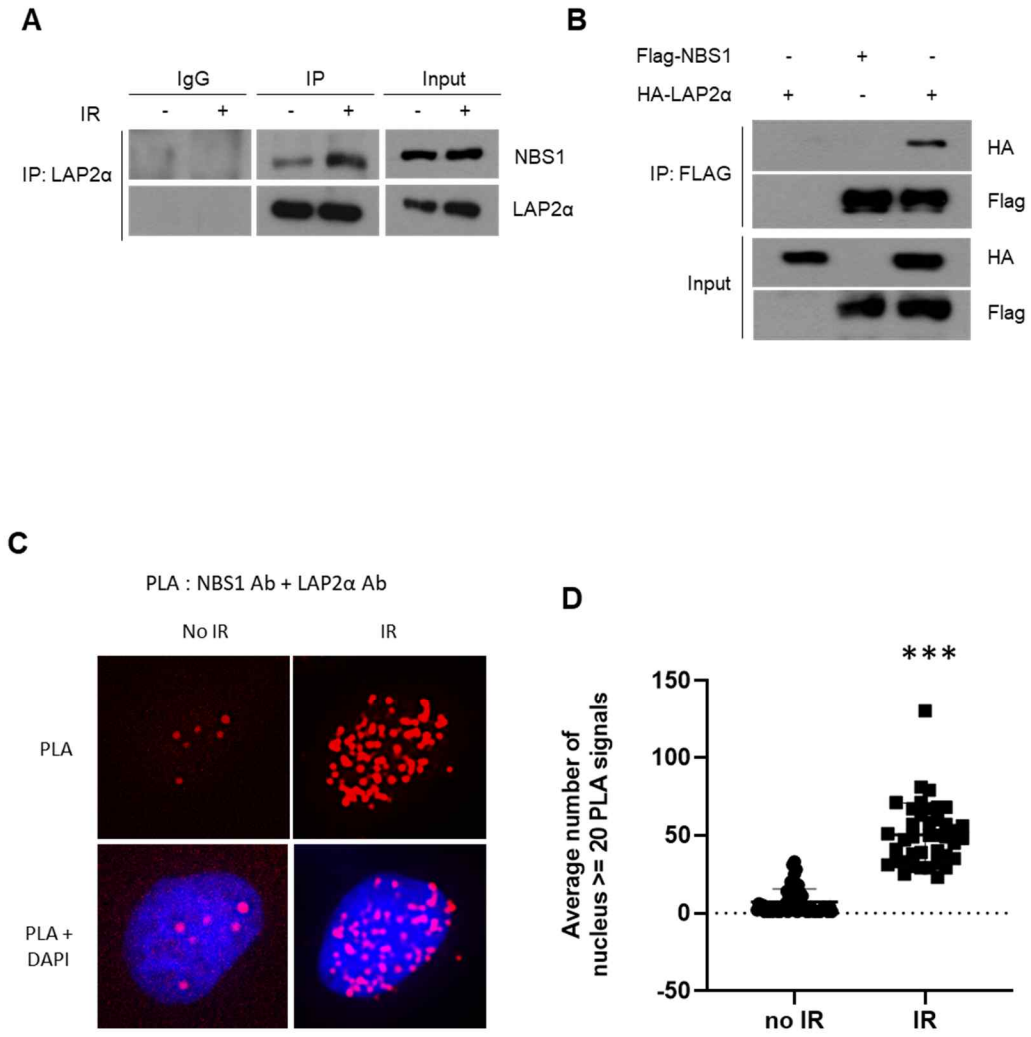 A
IgG IP Input
IR - + - + - +
IP: LAP2α
NBS1
LAP2α
B
Flag-NBS1 - + -
HA-LAP2α + - +
IP: FLAG
HA
Flag
Input
HA
Flag
C
PLA : NBS1 Ab + LAP2α Ab
No IR IR
PLA
PLA +
DAPI
D
***
Average number of
nucleus >= 20 PLA signals
150
100
50
0
-50
no IR IR